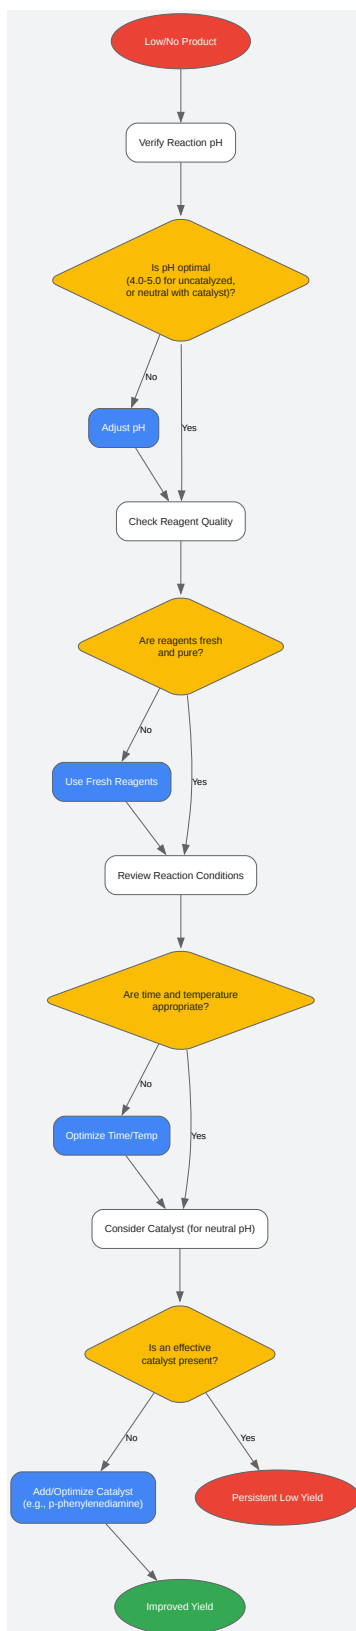 Low/No Product
Verify Reaction pH
Is pH optimal
(4.0-5.0 for uncatalyzed,
or neutral with catalyst)?
No
Adjust pH
Yes
Check Reagent Quality
Are reagents fresh
and pure?
No
Use Fresh Reagents
Yes
Review Reaction Conditions
Are time and temperature
appropriate?
No
Optimize Time/Temp
Yes
Consider Catalyst (for neutral pH)
Is an effective
catalyst present?
No
Yes
Add/Optimize Catalyst
(e.g., p-phenylenediamine)
Persistent Low Yield
Improved Yield